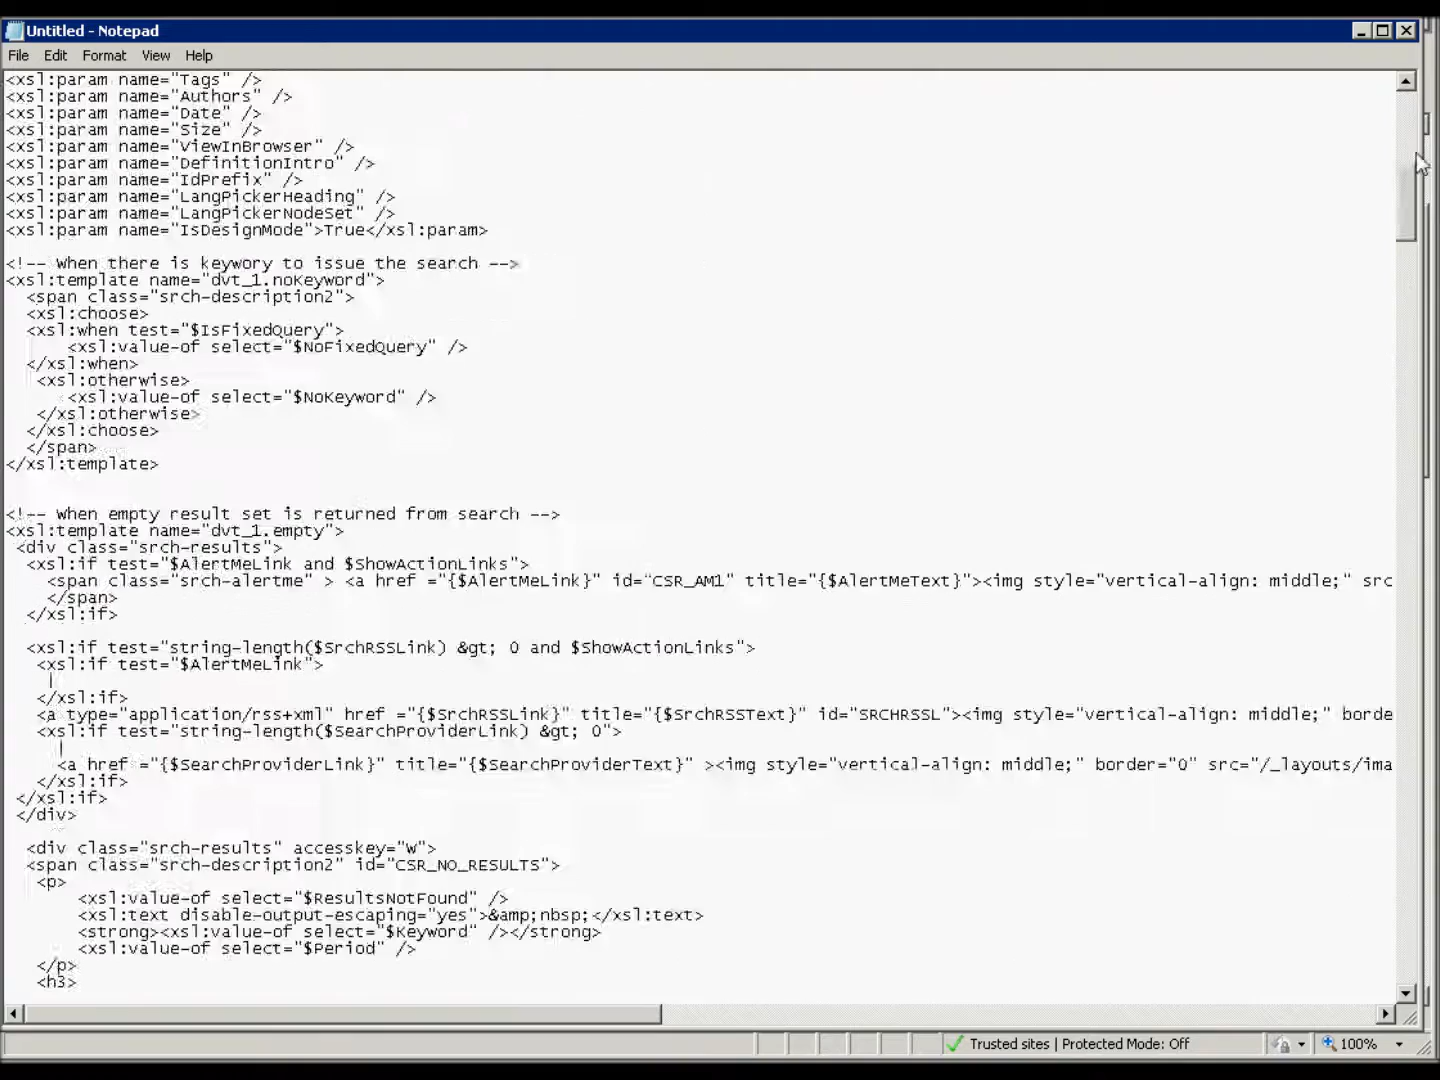 Untitled - Notepad
File Edit Format View Help
<xsl:param name="Tags" />
<xsl:param name="Authors" />
<xsl:param name="Date" />
<xsl:param name="Size" />
<xsl:param name="ViewInBrowser" />
<xsl:param name="DefinitionIntro" />
<xsl:param name="IdPrefix" />
<xsl:param name="LangPickerHeading" />
<xsl:param name="LangPickerNodeSet" />
<xsl:param name="IsDesignMode">True</xsl:param>
<!-- When there is keywory to issue the search -->
<xsl:template name="dvt_1.noKeyword">
<span class="srch-description2">
<xsl:choose>
<xsl:when test="$IsFixedQuery">
<xsl:value-of select="$NoFixedQuery" />
</xsl:when>
<xsl:otherwise>
<xsl:value-of select="$NoKeyword" />
</xsl:otherwise>
</xsl:choose>
</span>
</xsl:template>
<!-- When empty result set is returned from search -->
<xsl:template name="dvt_1.empty">
<div class="srch-results">
<xsl:if test="$AlertMeLink and $ShowActionLinks">
<span class="srch-alertme" > <a href ="{$AlertMeLink}" id="CSR_AM1" title="{$AlertMeText}"><img style="vertical-align: middle;" src
</span>
</xsl:if>
<xsl:if test="string-length($SrchRSSLink) &gt; 0 and $ShowActionLinks">
<xsl:if test="$AlertMeLink">
|
</xsl:if>
<a type="application/rss+xml" href ="{$SrchRSSLink}" title="{$SrchRSSText}" id="SRCHRSSL"><img style="vertical-align: middle;" borde
<xsl:if test="string-length($SearchProviderLink) &gt; 0">
|
<a href ="{$SearchProviderLink}" title="{$SearchProviderText}" ><img style="vertical-align: middle;" border="0" src="/_layouts/ima
</xsl:if>
</xsl:if>
</div>
<div class="srch-results" accesskey="W">
<span class="srch-description2" id="CSR_NO_RESULTS">
<p>
<xsl:value-of select="$ResultsNotFound" />
<xsl:text disable-output-escaping="yes">&amp;nbsp;</xsl:text>
<strong><xsl:value-of select="$Keyword" /></strong>
<xsl:value-of select="$Period" />
</p>
<h3>
Trusted sites | Protected Mode: Off 100%